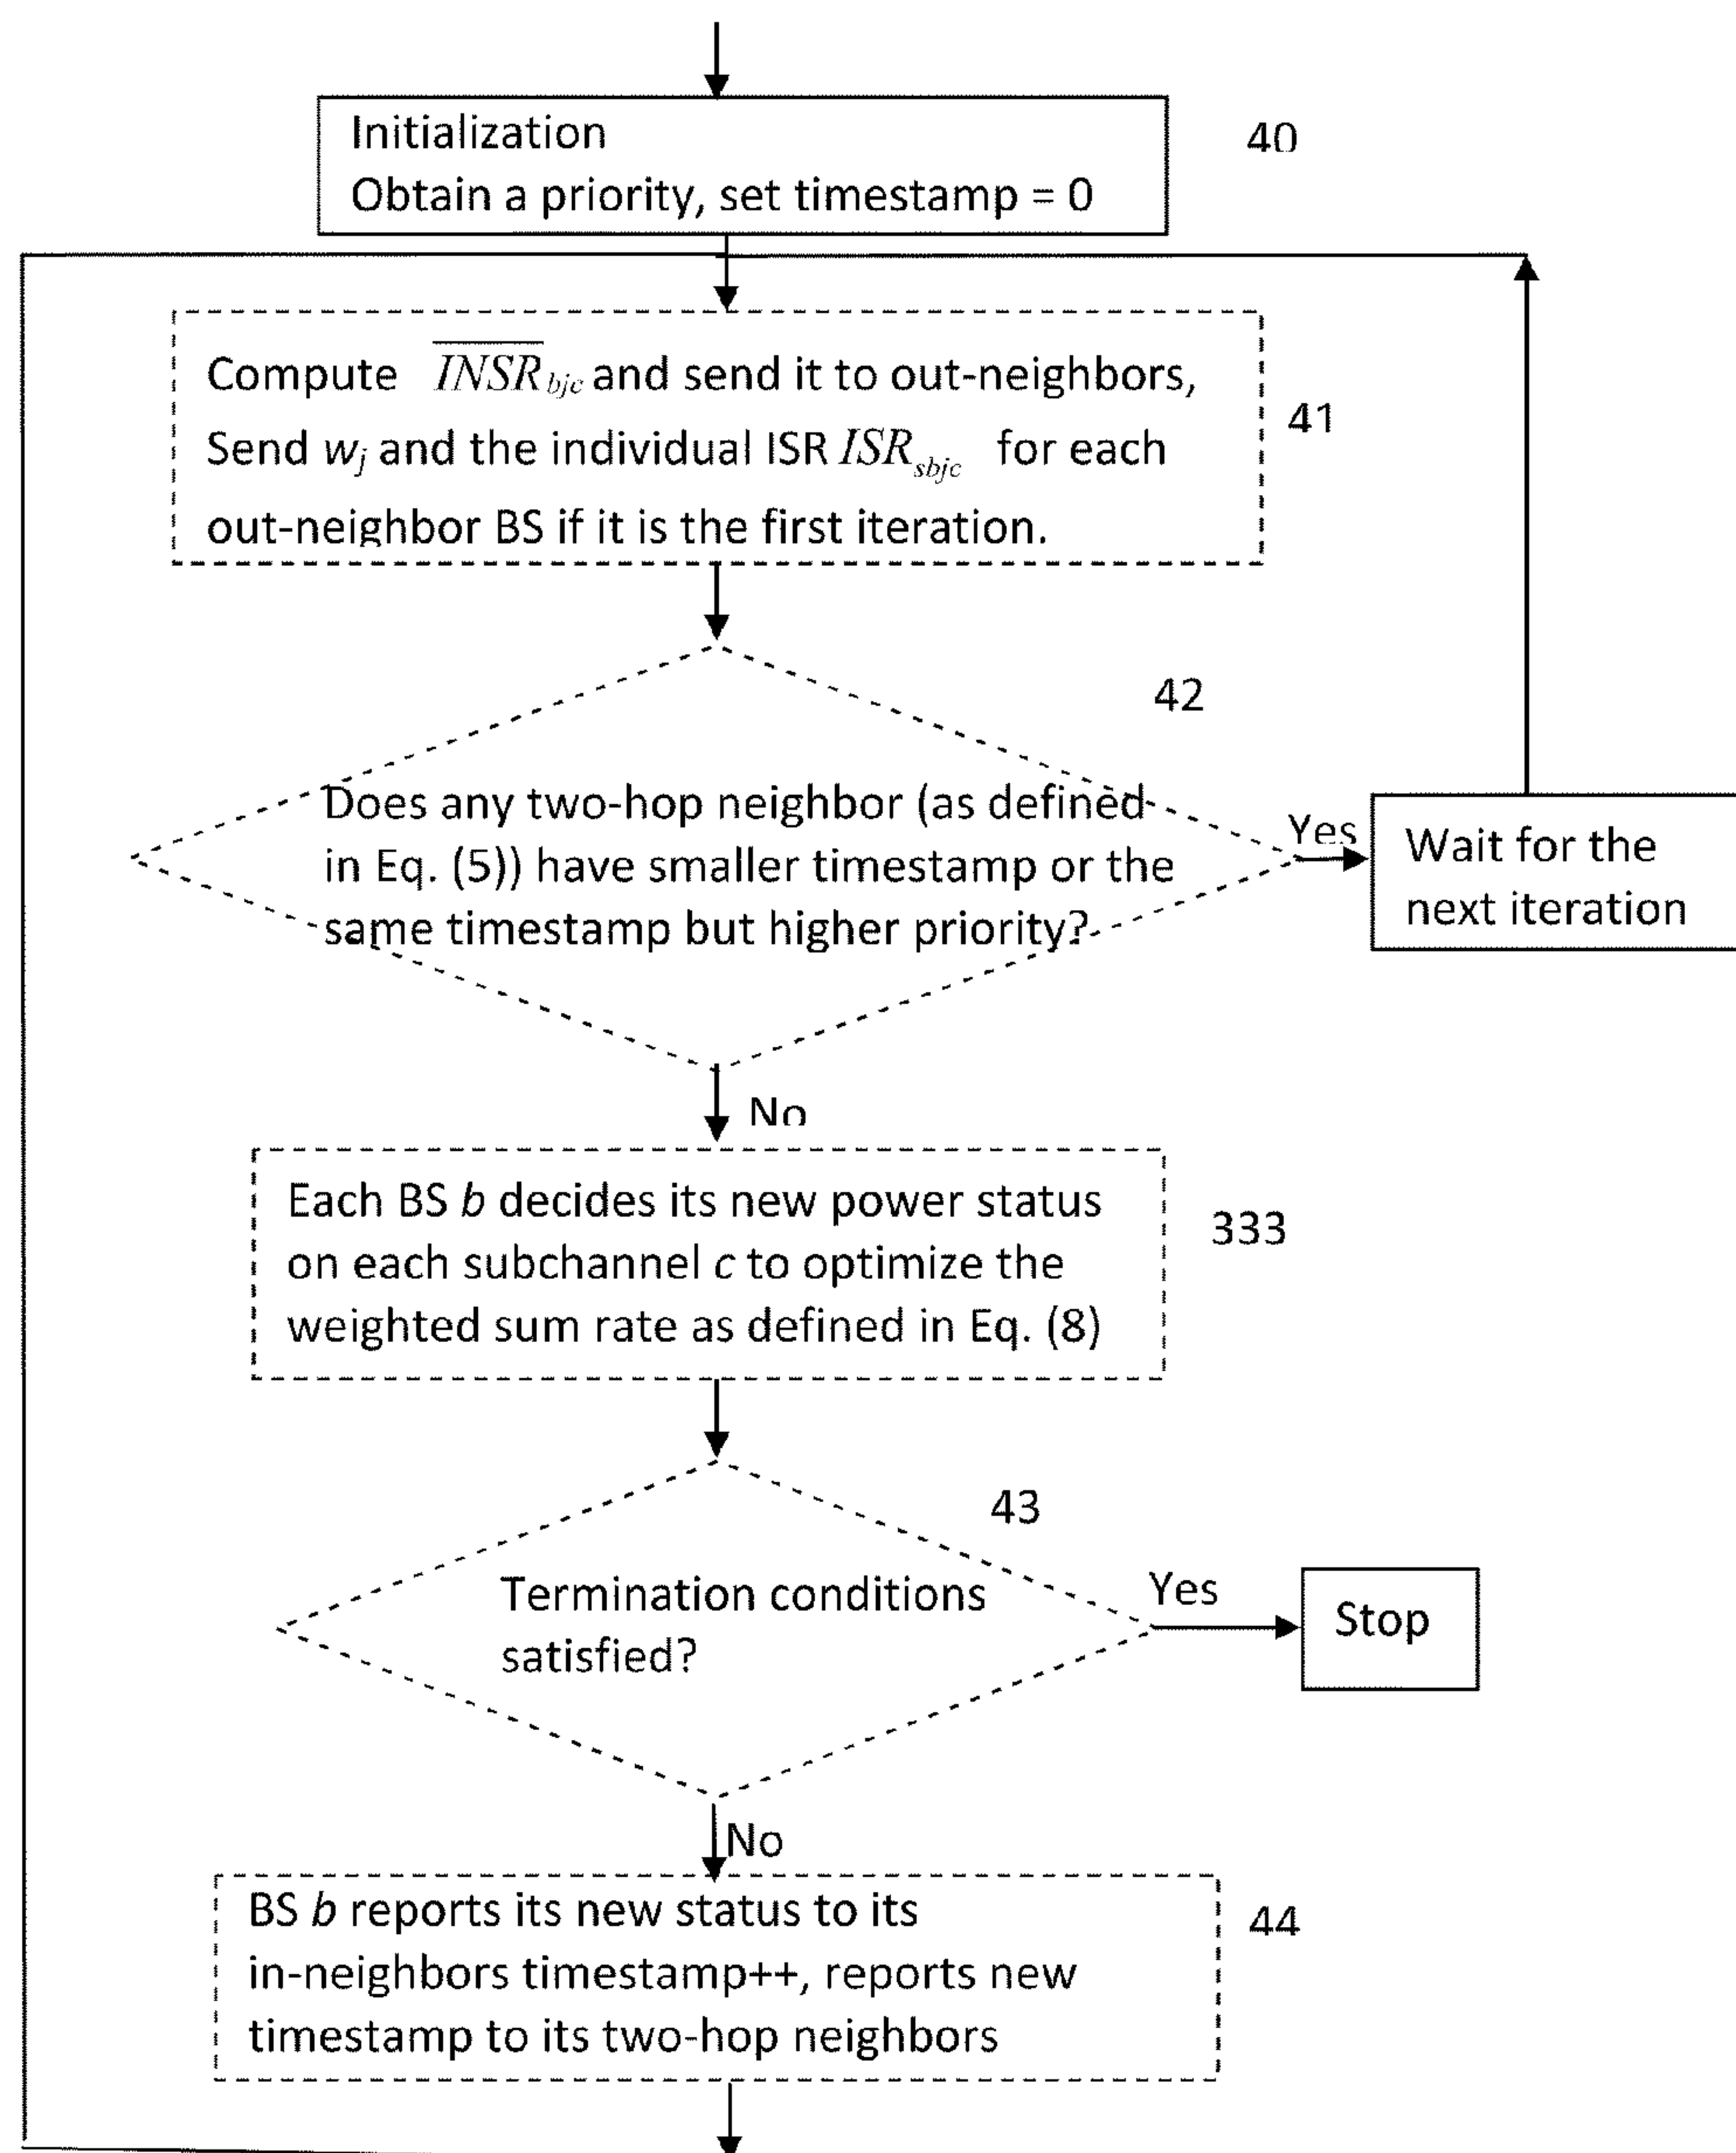 Initialization
Obtain a priority, set timestamp = 0
40
Compute $\overline{INSR}_{bjc}$ and send it to out-neighbors,
Send $w_j$ and the individual ISR $ISR_{sbjc}$ for each
out-neighbor BS if it is the first iteration.
41
42
Does any two-hop neighbor (as defined
in Eq. (5)) have smaller timestamp or the
same timestamp but higher priority?
Yes
Wait for the
next iteration
No
Each BS b decides its new power status
on each subchannel c to optimize the
weighted sum rate as defined in Eq. (8)
333
43
Termination conditions
satisfied?
Yes
Stop
No
BS b reports its new status to its
in-neighbors timestamp++, reports new
timestamp to its two-hop neighbors
44